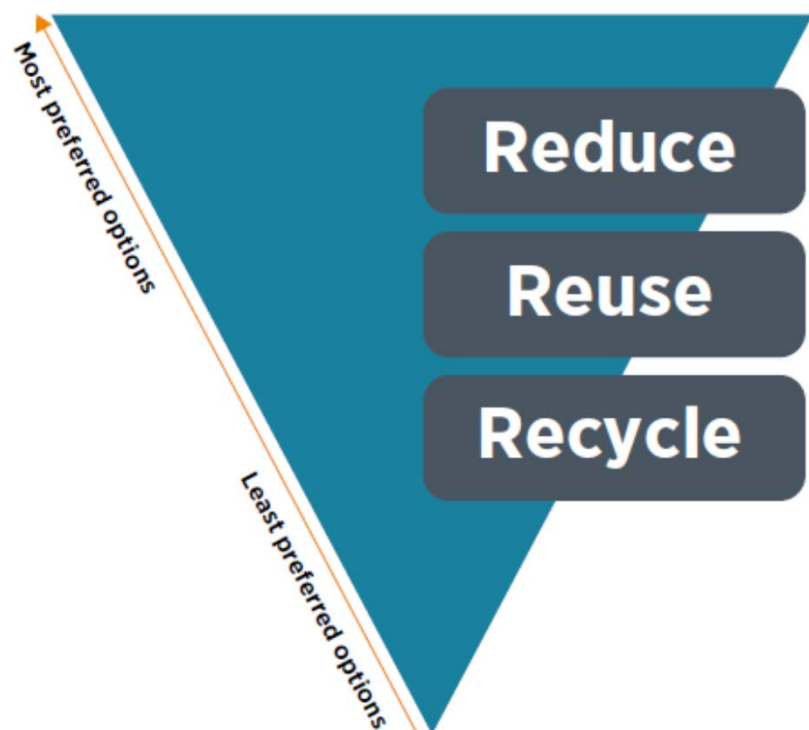 Most preferred options
Reduce
Reuse
Recycle
Least preferred options